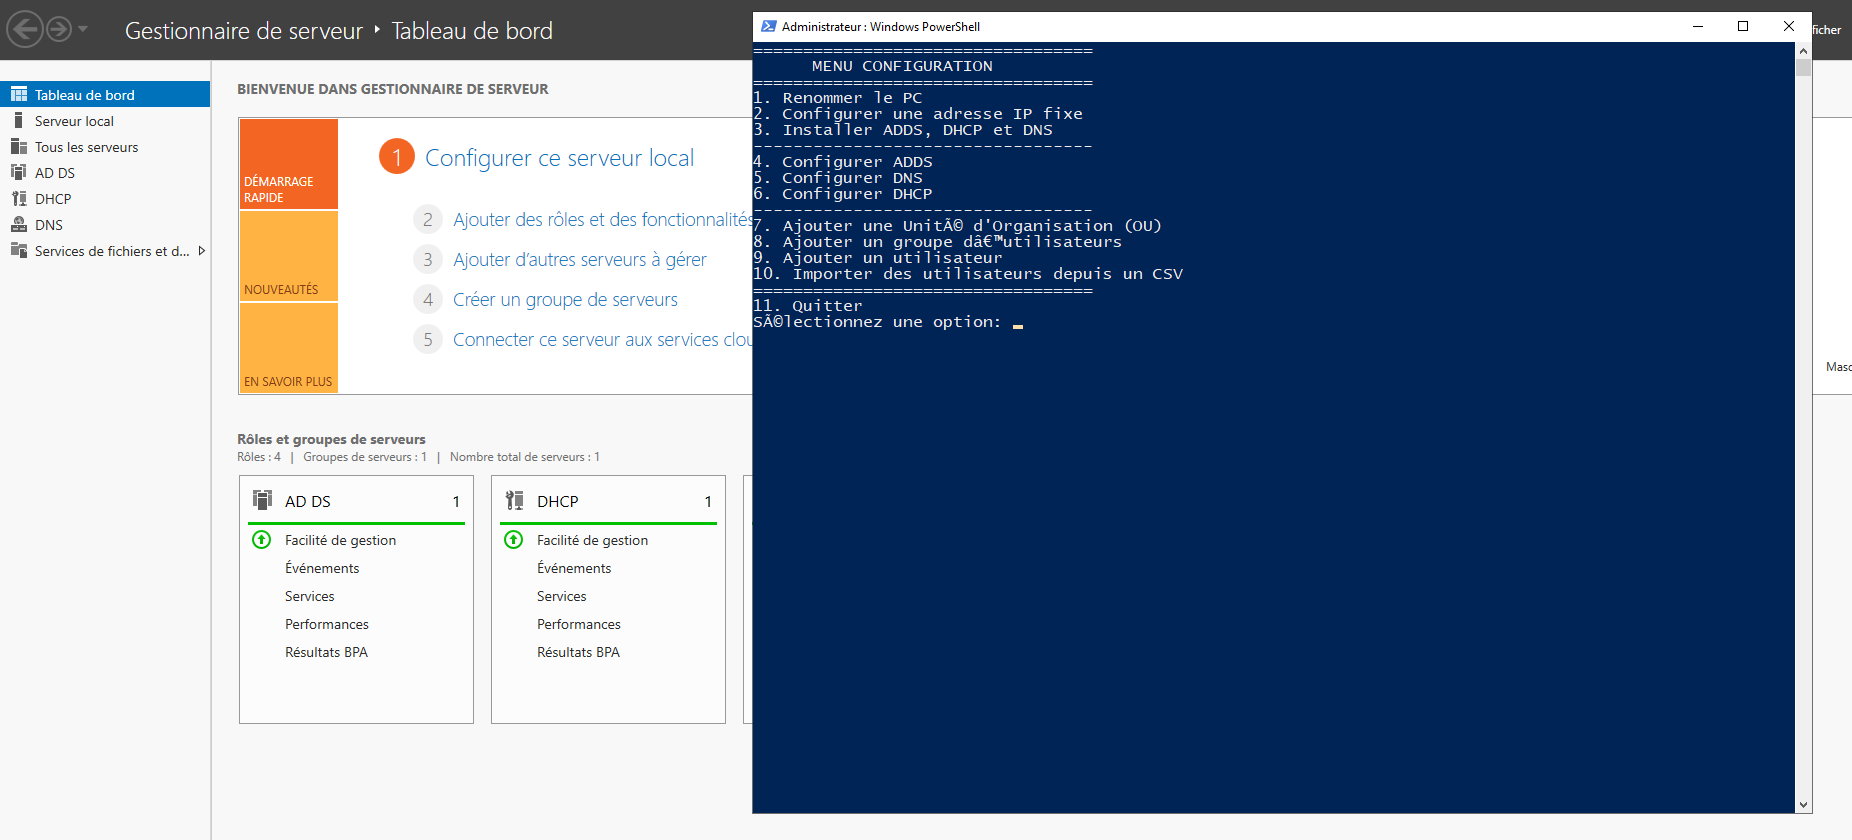 Gestionnaire de serveur ‣ Tableau de bord
ficher
Tableau de bord
Serveur local
Tous les serveurs
AD DS
DHCP
DNS
Services de fichiers et d...
BIENVENUE DANS GESTIONNAIRE DE SERVEUR
DÉMARRAGE
RAPIDE
NOUVEAUTÉS
EN SAVOIR PLUS
1 Configurer ce serveur local
2 Ajouter des rôles et des fonctionnalités
3 Ajouter d’autres serveurs à gérer
4 Créer un groupe de serveurs
5 Connecter ce serveur aux services clou
Masc
Rôles et groupes de serveurs
Rôles : 4 | Groupes de serveurs : 1 | Nombre total de serveurs : 1
AD DS 1
Facilité de gestion
Événements
Services
Performances
Résultats BPA
DHCP 1
Facilité de gestion
Événements
Services
Performances
Résultats BPA
Administrateur : Windows PowerShell
==================================
MENU CONFIGURATION
==================================
1. Renommer le PC
2. Configurer une adresse IP fixe
3. Installer ADDS, DHCP et DNS
----------------------------------
4. Configurer ADDS
5. Configurer DNS
6. Configurer DHCP
----------------------------------
7. Ajouter une UnitÃ© d'Organisation (OU)
8. Ajouter un groupe dâ€™utilisateurs
9. Ajouter un utilisateur
10. Importer des utilisateurs depuis un CSV
==================================
11. Quitter
SÃ©lectionnez une option: _